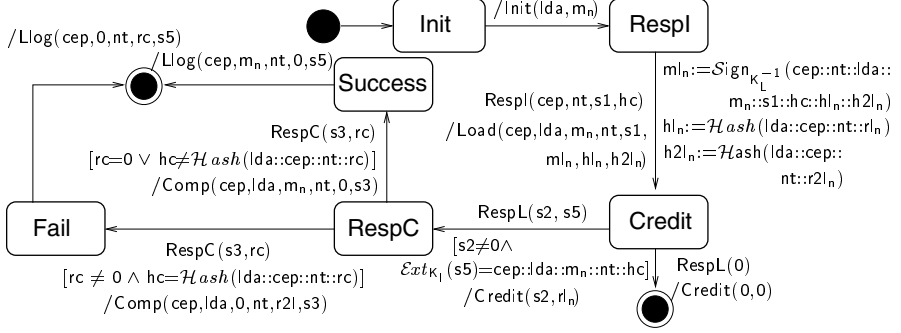 Init
/Init(lda,mₙ)
RespI
/Llog(cep,0,nt,rc,s5)
/Llog(cep,mₙ,nt,0,s5)
Success
RespI(cep,nt,s1,hc)
/Load(cep,lda,mₙ,nt,s1,
mlₙ,hlₙ,h2lₙ)
mlₙ:=Sign_{K_L^{-1}}(cep::nt::lda::
mₙ::s1::hc::hlₙ::h2lₙ)
hlₙ:=Hash(lda::cep::nt::rlₙ)
h2lₙ:=Hash(lda::cep::
nt::r2lₙ)
RespC(s3,rc)
[rc=0 ∨ hc≠Hash(lda::cep::nt::rc)]
/Comp(cep,lda,mₙ,nt,0,s3)
Fail
RespC
RespL(s2, s5)
Credit
RespC(s3,rc)
[rc ≠ 0 ∧ hc=Hash(lda::cep::nt::rc)]
/Comp(cep,lda,0,nt,r2l,s3)
[s2≠0∧
Ext_{K_I}(s5)=cep::lda::mₙ::nt::hc]
/Credit(s2,rlₙ)
RespL(0)
/Credit(0,0)